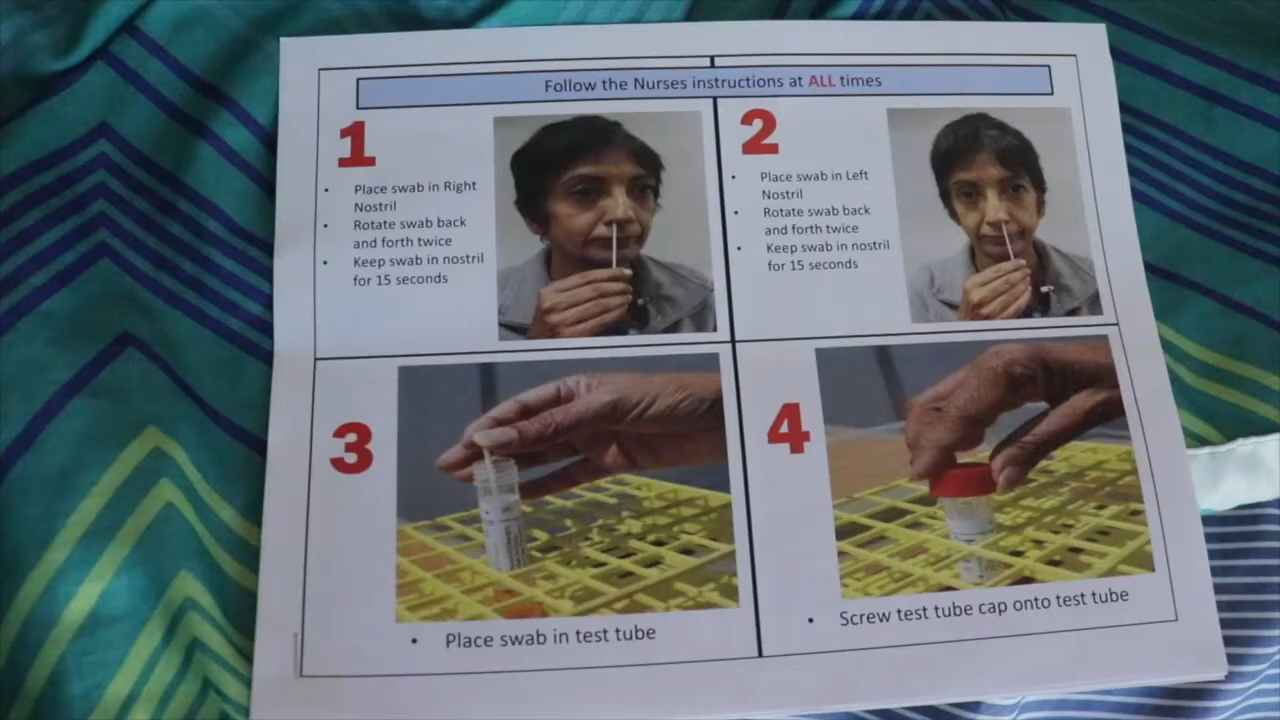 Follow the Nurses instructions at ALL times
1
• Place swab in Right
Nostril
• Rotate swab back
and forth twice
• Keep swab in nostril
for 15 seconds
2
• Place swab in Left
Nostril
• Rotate swab back
and forth twice
• Keep swab in nostril
for 15 seconds
3
• Place swab in test tube
4
• Screw test tube cap onto test tube